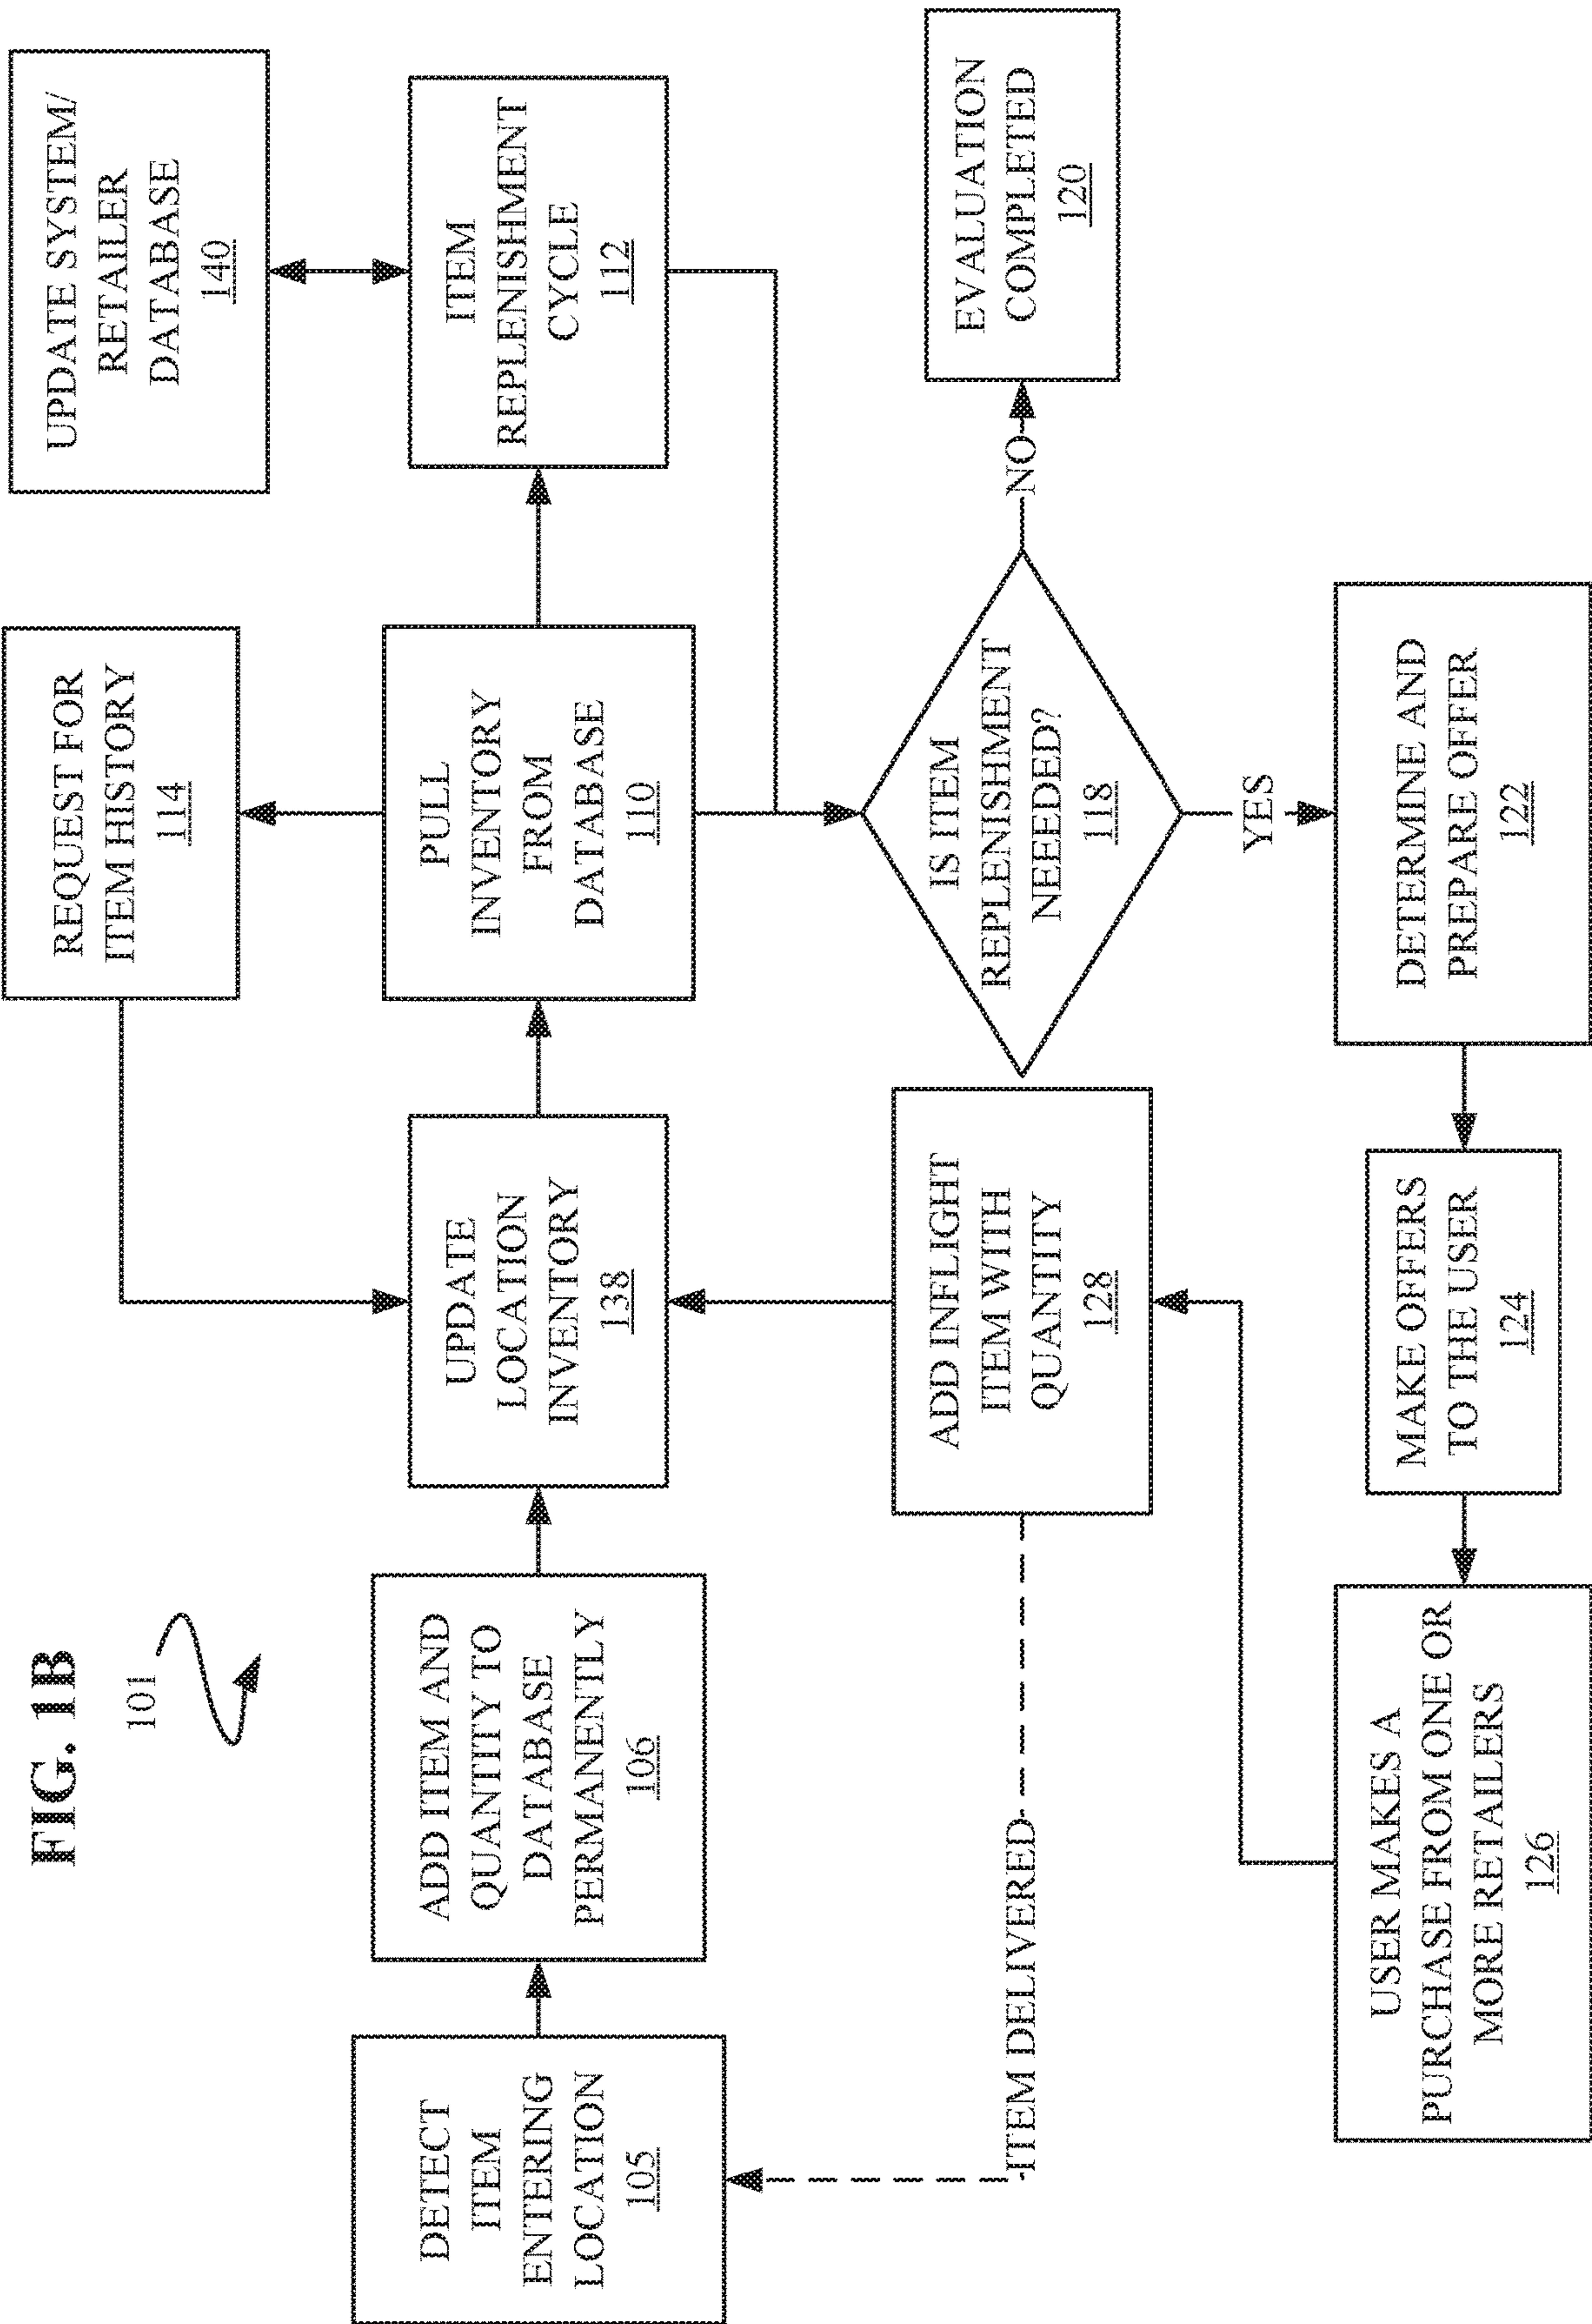 FIG. 1B
101
DETECT
ITEM
ENTERING
LOCATION
105
ADD ITEM AND
QUANTITY TO
DATABASE
PERMANENTLY
106
UPDATE
LOCATION
INVENTORY
138
REQUEST FOR
ITEM HISTORY
114
PULL
INVENTORY
FROM
DATABASE
110
UPDATE SYSTEM/
RETAILER
DATABASE
140
ITEM
REPLENISHMENT
CYCLE
112
ITEM DELIVERED
ADD INFLIGHT
ITEM WITH
QUANTITY
128
IS ITEM
REPLENISHMENT
NEEDED?
118
NO
EVALUATION
COMPLETED
120
YES
USER MAKES A
PURCHASE FROM ONE OR
MORE RETAILERS
126
MAKE OFFERS
TO THE USER
124
DETERMINE AND
PREPARE OFFER
122